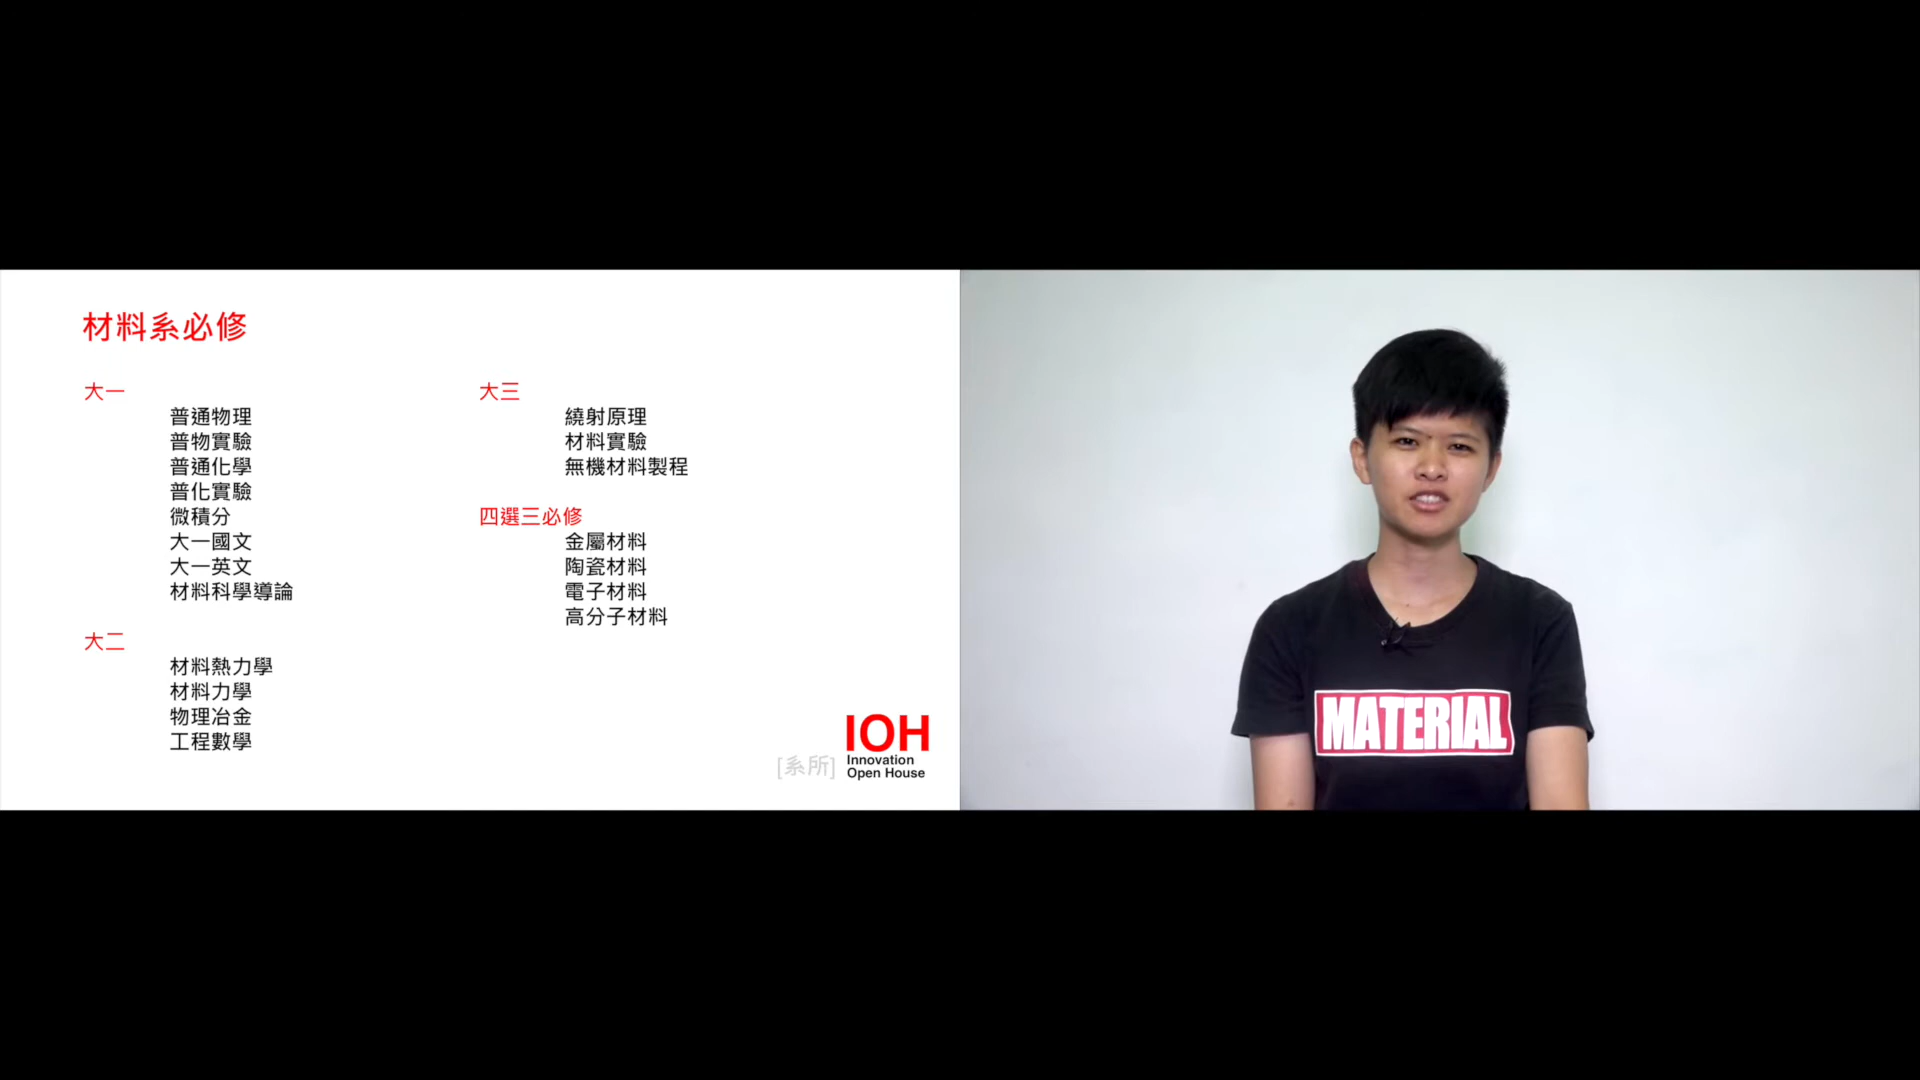 材料系必修
大一
普通物理
普物實驗
普通化學
普化實驗
微積分
大一國文
大一英文
材料科學導論
大二
材料熱力學
材料力學
物理冶金
工程數學
大三
繞射原理
材料實驗
無機材料製程
四選三必修
金屬材料
陶瓷材料
電子材料
高分子材料
[系所]
IOH
Innovation
Open House
MATERIAL